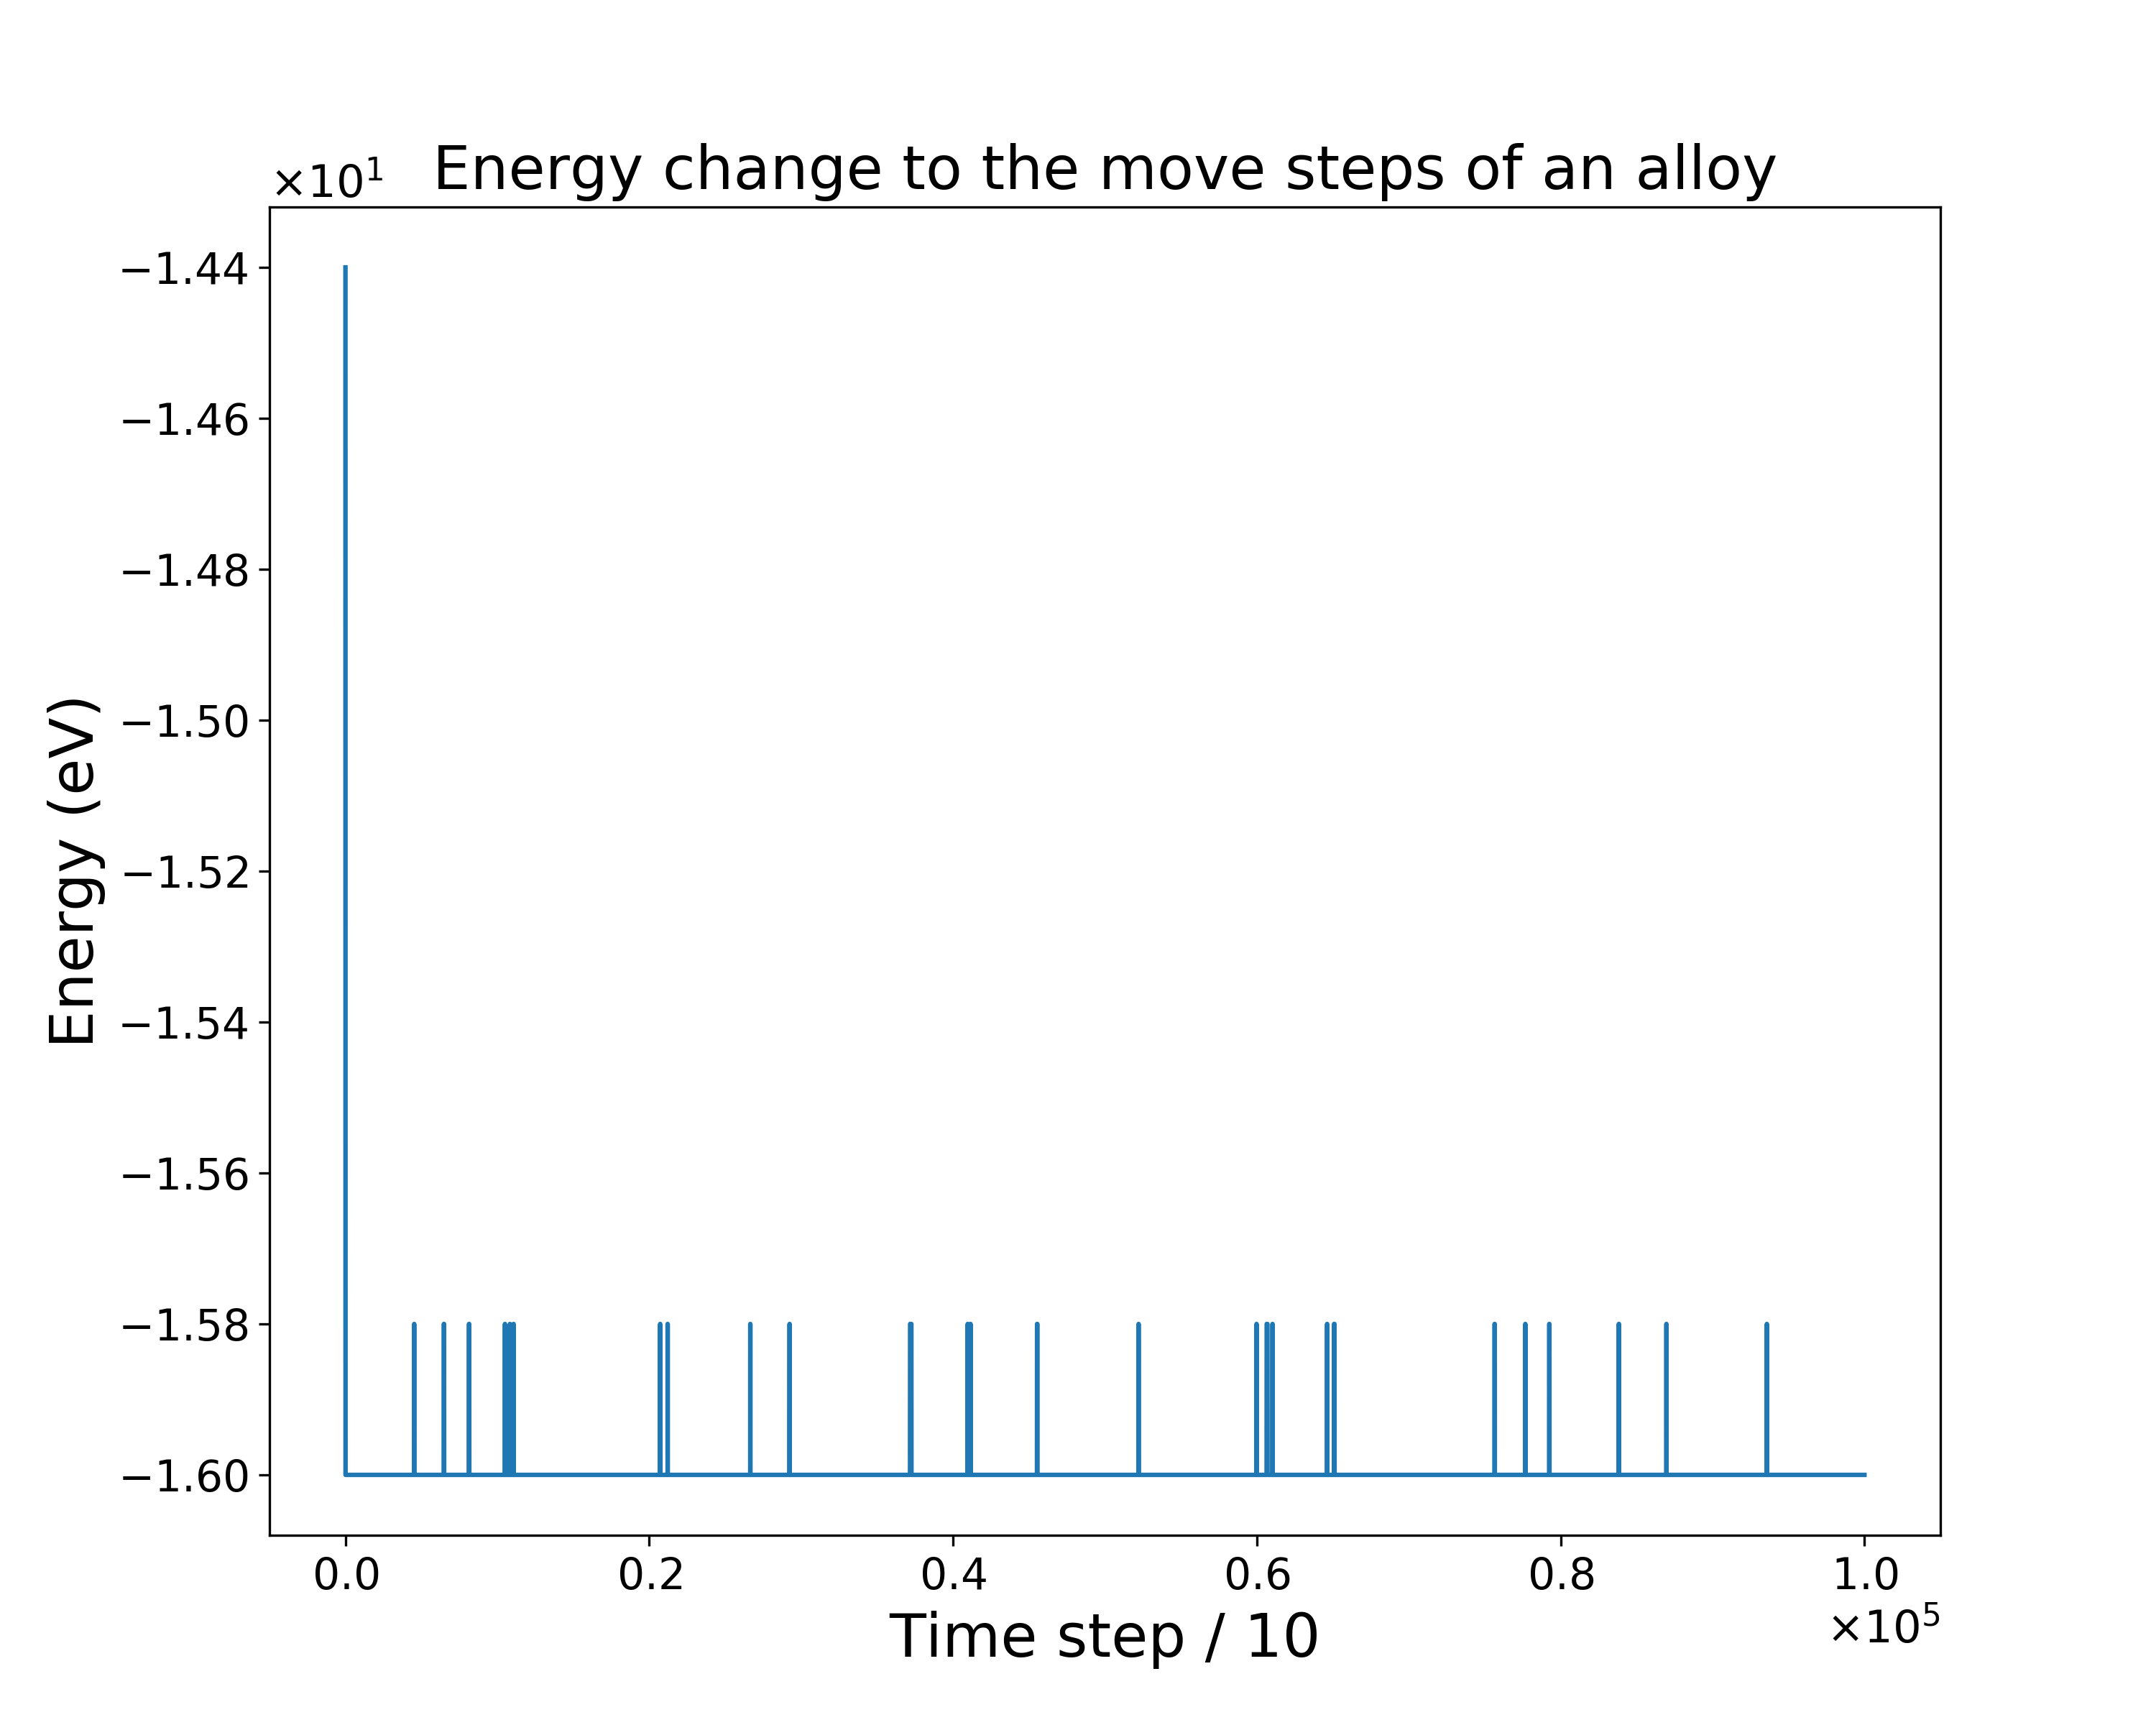 ×10¹
Energy change to the move steps of an alloy
−1.44
−1.46
−1.48
−1.50
−1.52
−1.54
−1.56
−1.58
−1.60
Energy (eV)
0.0 0.2 0.4 0.6 0.8 1.0
×10⁵
Time step / 10